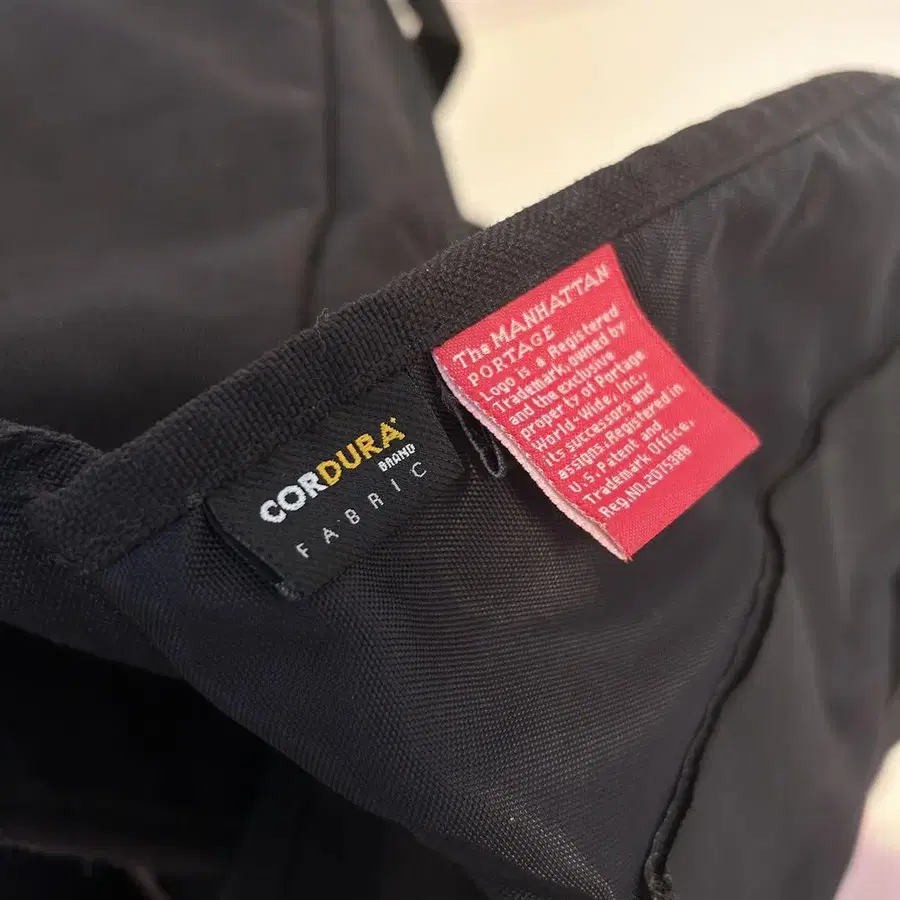 CORDURA
BRAND
FABRIC
The MANHATTAN
PORTAGE
Logo is a Registered
Trademark, owned by
and the exclusive
property of Portage
World-Wide, Inc.,
its successors and
assigns. Registered in
U.S. Patent and
Trademark Office,
Reg.No.2075388